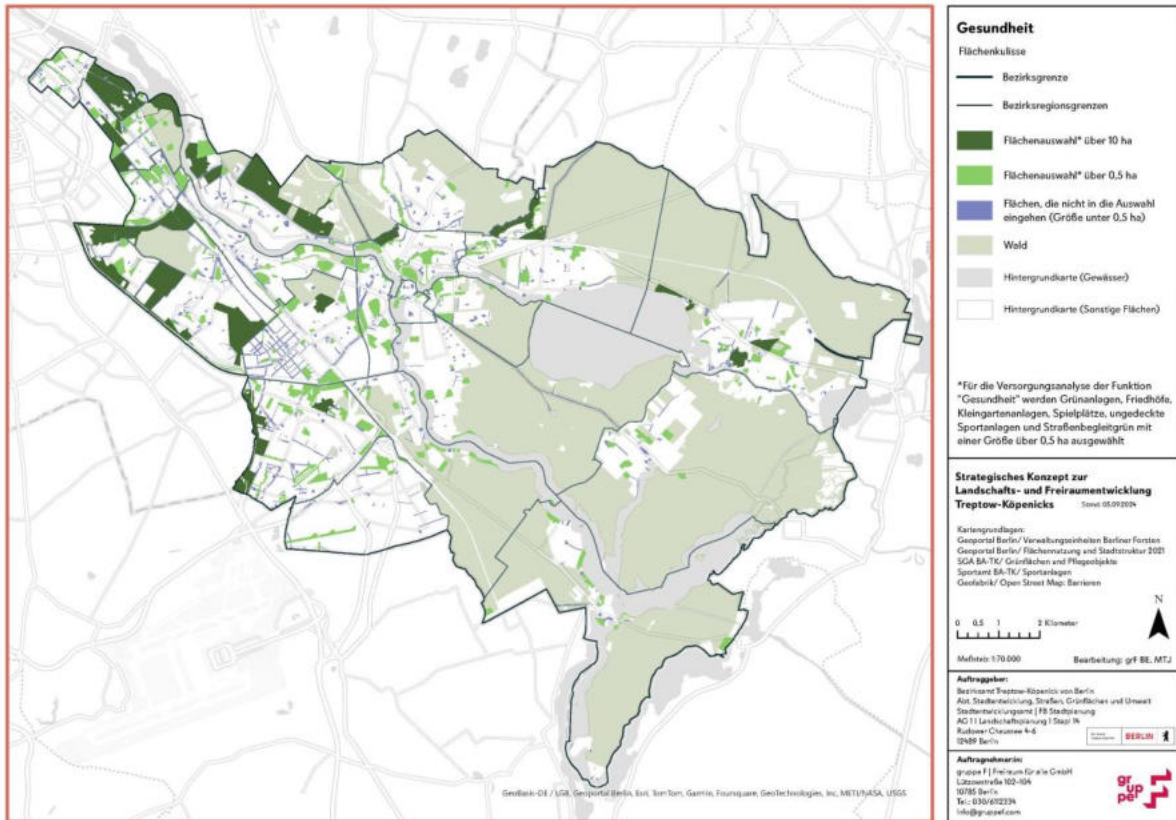 Gesundheit
Flächenkulisse
Bezirksgrenze
Bezirksregionsgrenzen
Flächenauswahl* über 10 ha
Flächenauswahl* über 0,5 ha
Flächen, die nicht in die Auswahl
eingehen (Größe unter 0,5 ha)
Wald
Hintergrundkarte (Gewässer)
Hintergrundkarte (Sonstige Flächen)
*Für die Versorgungsanalyse der Funktion
"Gesundheit" werden Grünanlagen, Friedhöfe,
Kleingartenanlagen, Spielplätze, ungedeckte
Sportanlagen und Straßenbegleitgrün mit
einer Größe über 0,5 ha ausgewählt
Strategisches Konzept zur
Landschafts- und Freiraumentwicklung
Treptow-Köpenicks Stand: 05.09.2024
Kartengrundlagen:
Geoportal Berlin/ Verwaltungseinheiten Berliner Forsten
Geoportal Berlin/ Flächennutzung und Stadtstruktur 2021
SGA BA-TK/ Grünflächen und Pflegeobjekte
Sportamt BA-TK/ Sportanlagen
Geofabrik/ Open Street Map: Barrieren
N
0 0,5 1 2 Kilometer
Maßstab: 1:70.000 Bearbeitung: grF BE, MTJ
Auftraggeber:
Bezirksamt Treptow-Köpenick von Berlin
Abt. Stadtentwicklung, Straßen, Grünflächen und Umwelt
Stadtentwicklungsamt | FB Stadtplanung
AG 1 | Landschaftsplanung | Stapl 14
Rudower Chaussee 4-6
12489 Berlin
BERLIN
Auftragnehmer:in:
gruppe F | Freiraum für alle GmbH
Lützowstraße 102-104
10785 Berlin
Tel.: 030/6112334
info@gruppef.com
gr
up
pe
GeoBasis-DE / LGB, Geoportal Berlin, Esri, TomTom, Garmin, Foursquare, GeoTechnologies, Inc, METI/NASA, USGS